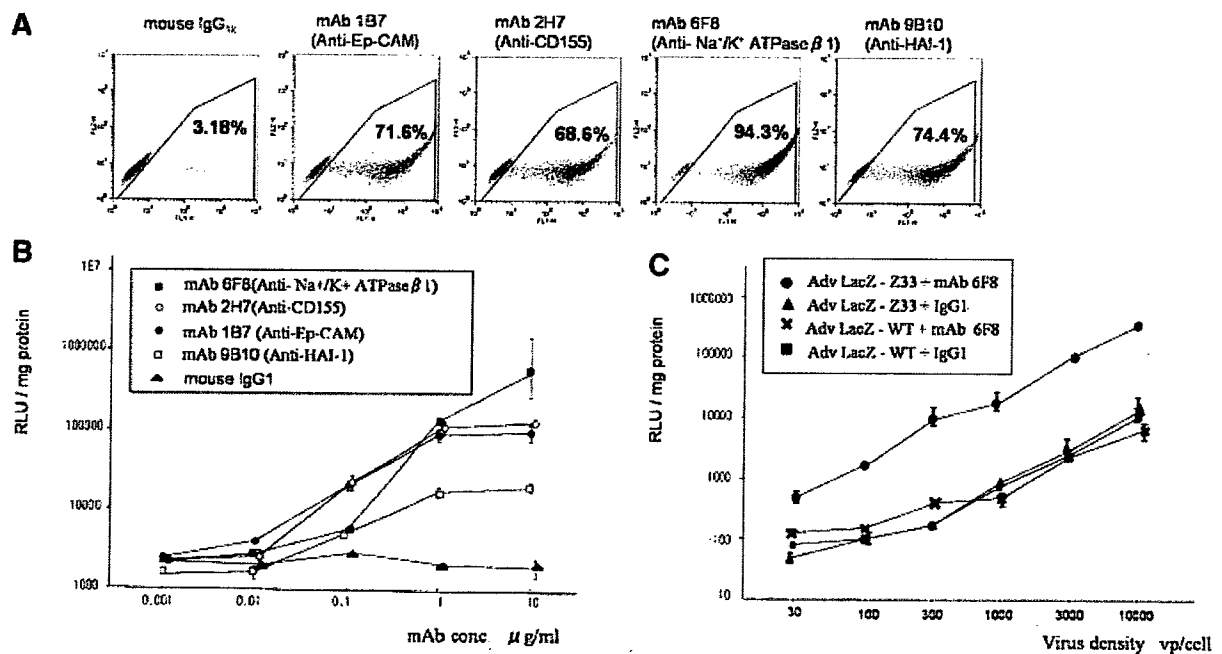 A
mouse IgG1k
mAb 1B7
(Anti-Ep-CAM)
mAb 2H7
(Anti-CD155)
mAb 6F8
(Anti- Na+/K+ ATPase β 1)
mAb 9B10
(Anti-HAI-1)
3.18%
71.6%
68.6%
94.3%
74.4%
B
RLU / mg protein
1E7
mAb 6F8(Anti- Na+/K+ ATPase β 1)
mAb 2H7(Anti-CD155)
mAb 1B7 (Anti-Ep-CAM)
mAb 9B10 (Anti-HAI-1)
mouse IgG1
0.001
0.01
0.1
1
10
mAb conc μ g/ml
C
RLU / mg protein
Adv LacZ - Z33 + mAb 6F8
Adv LacZ - Z33 + IgG1
Adv LacZ - WT + mAb 6F8
Adv LacZ - WT + IgG1
1000000
100000
10000
1000
100
10
30
100
300
1000
3000
10000
Virus density vp/cell